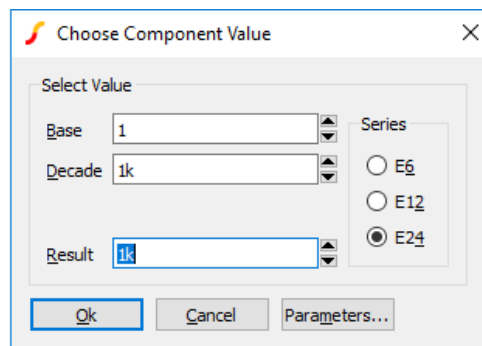 Choose Component Value
Select Value
Base 1
Decade 1k
Result 1k
Series
E6
E12
E24
Ok Cancel Parameters...